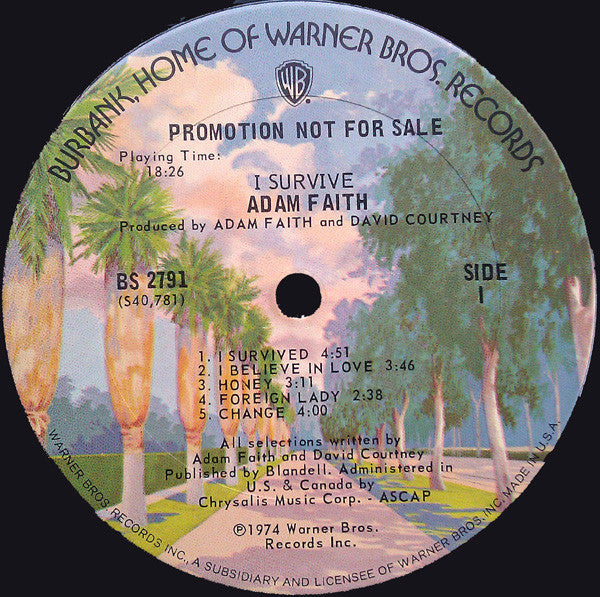 BURBANK, HOME OF WARNER BROS. RECORDS
WB
PROMOTION NOT FOR SALE
Playing Time:
18:26
I SURVIVE
ADAM FAITH
Produced by ADAM FAITH and DAVID COURTNEY
BS 2791
(S40,781)
SIDE
1
1. I SURVIVED 4:51
2. I BELIEVE IN LOVE 3:46
3. HONEY 3:11
4. FOREIGN LADY 2:38
5. CHANGE 4:00
All selections written by
Adam Faith and David Courtney
Published by Blandell. Administered in
U.S. & Canada by
Chrysalis Music Corp. - ASCAP
℗1974 Warner Bros.
Records Inc.
WARNER BROS. RECORDS INC., A SUBSIDIARY AND LICENSEE OF WARNER BROS., INC. MADE IN U.S.A.